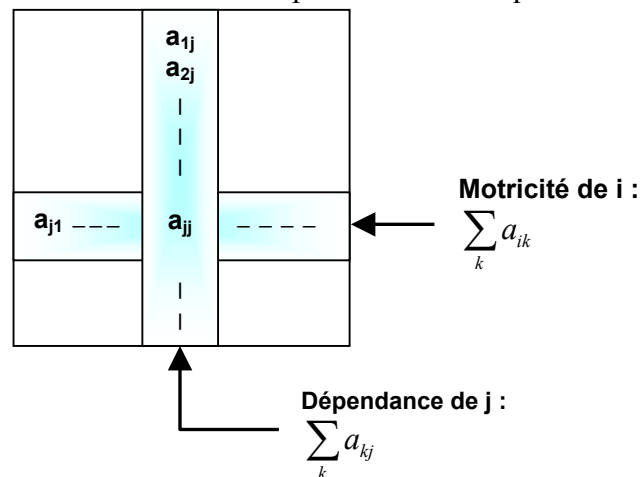 a1j
a2j
Motricité de i :
aj1 --- ajj ----
∑k aik
Dépendance de j :
∑k akj